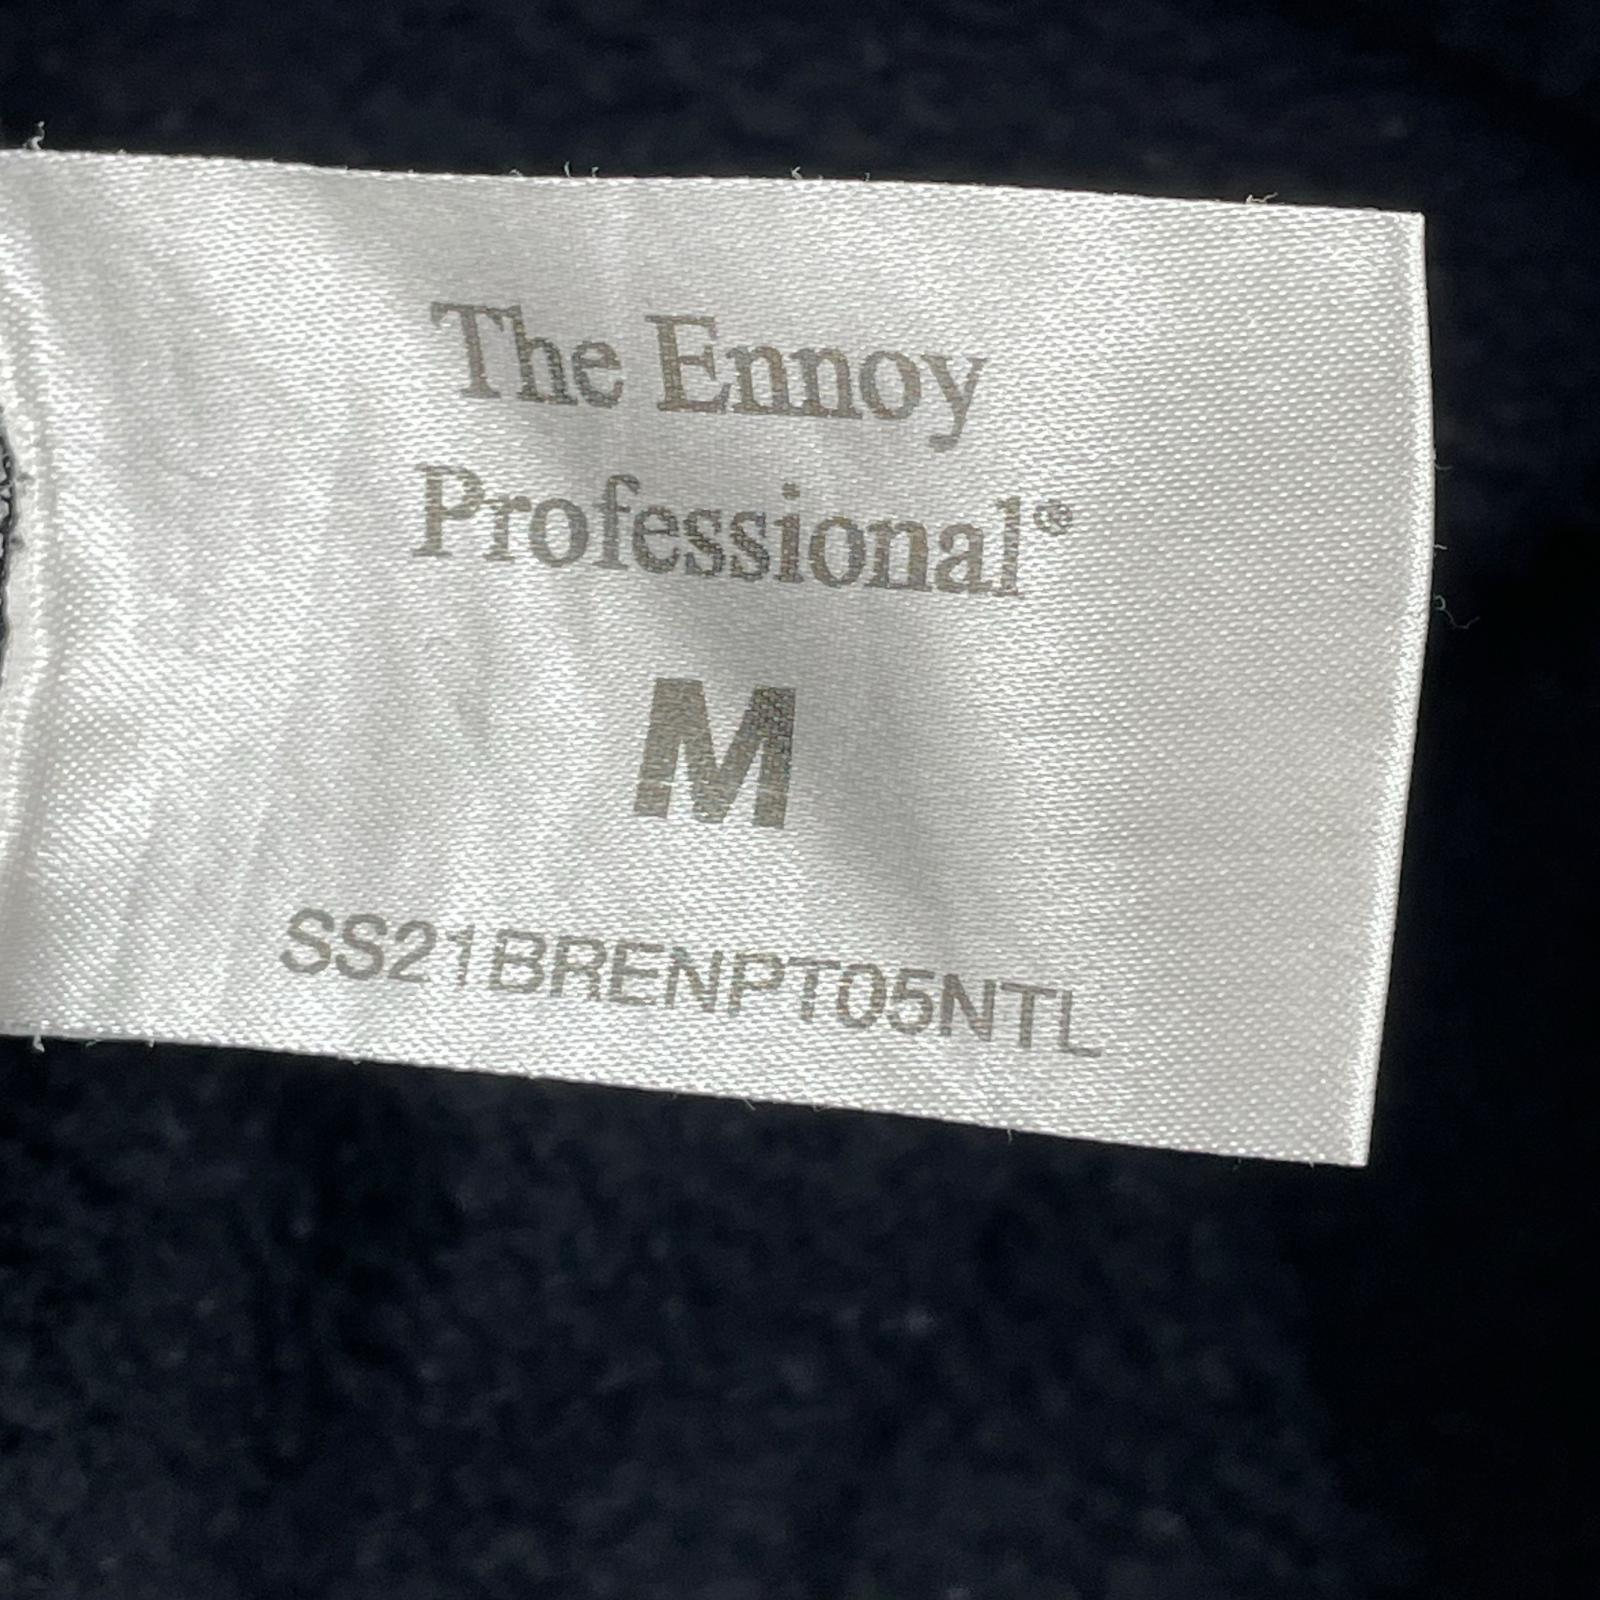 The Ennoy
Professional®
M
SS21BRENPT05NTL